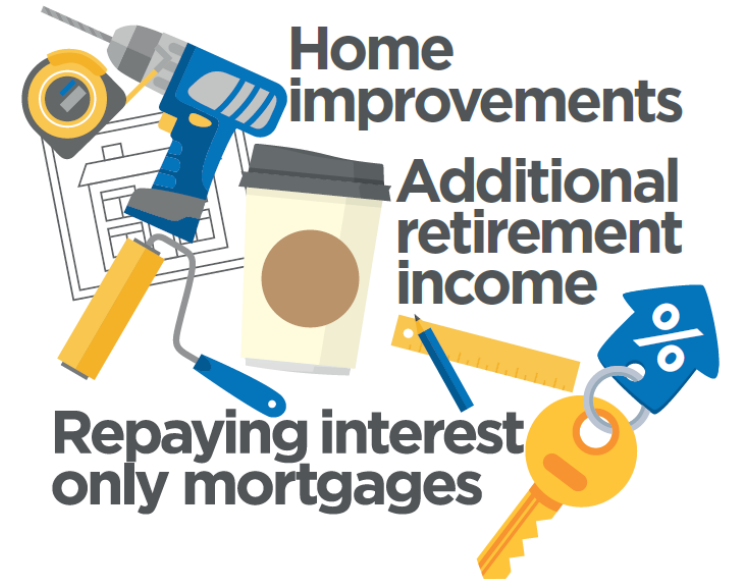 Home
improvements
Additional
retirement
income
%
Repaying interest
only mortgages